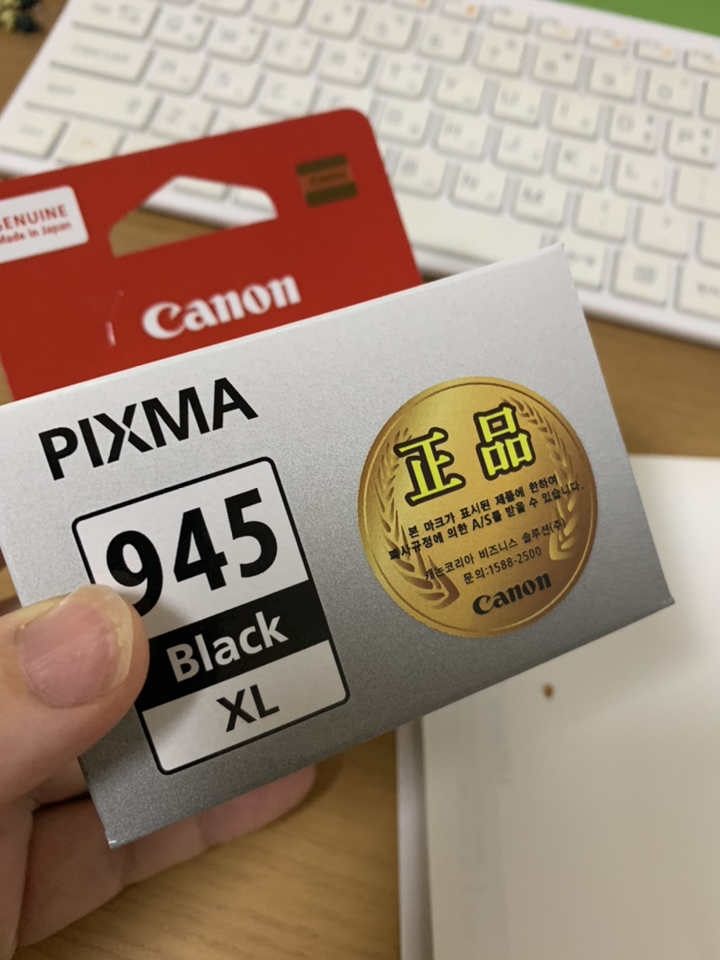 GENUINE
Made in Japan
Canon
PIXMA
945
Black
XL
正品
본 마크가 표시된 제품에 한하여
폐사규정에 의한 A/S를 받을 수 있습니다.
캐논코리아 비즈니스 솔루션(주)
문의:1588-2500
Canon